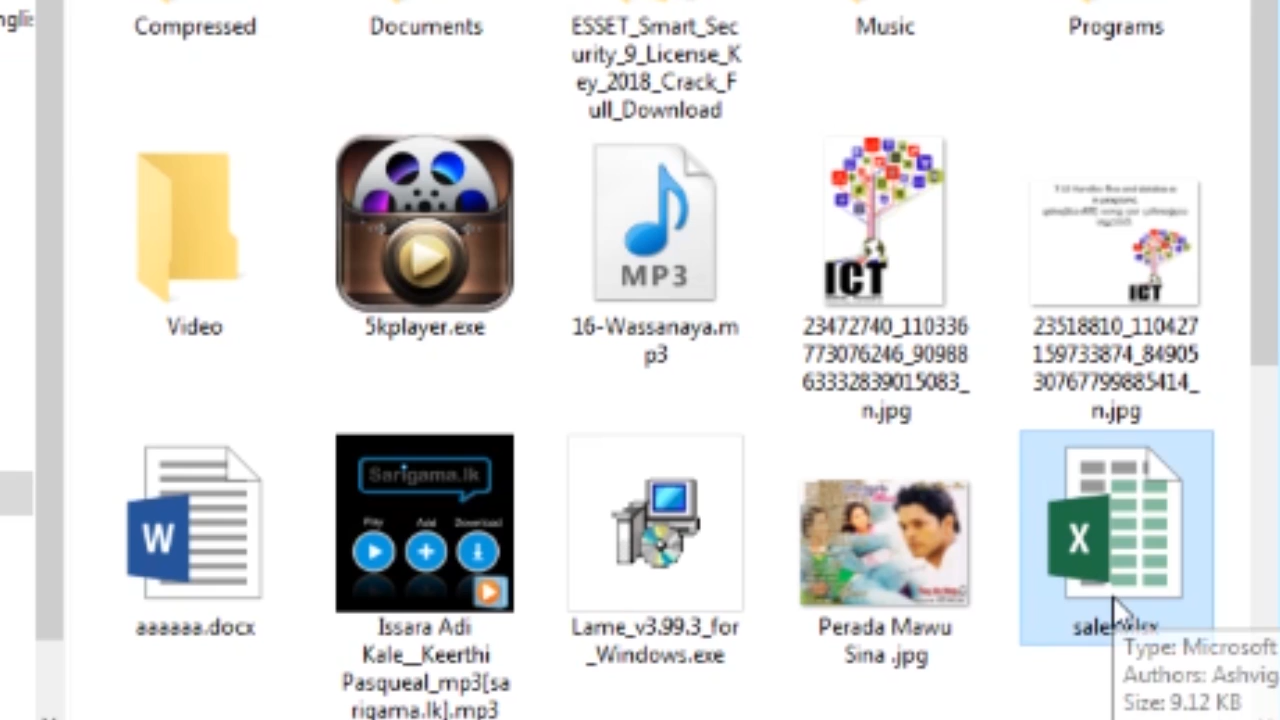 Compressed
Documents
ESSET_Smart_Sec
urity_9_License_K
ey_2018_Crack_F
ull_Download
Music
Programs
MP3
ICT
ICT
Video
5kplayer.exe
16-Wassanaya.m
p3
23472740_110336
773076246_90988
63332839015083_
n.jpg
23518810_110427
159733874_84905
30767799885414_
n.jpg
W
Sarigama.lk
Play
Add
Download
X
aaaaaa.docx
Issara Adi
Kale__Keerthi
Pasqueal_mp3[sa
rigama.lk].mp3
Lame_v3.99.3_for
_Windows.exe
Perada Mawu
Sina .jpg
sales.xlsx
Type: Microsoft
Authors: Ashvig
Size: 9.12 KB